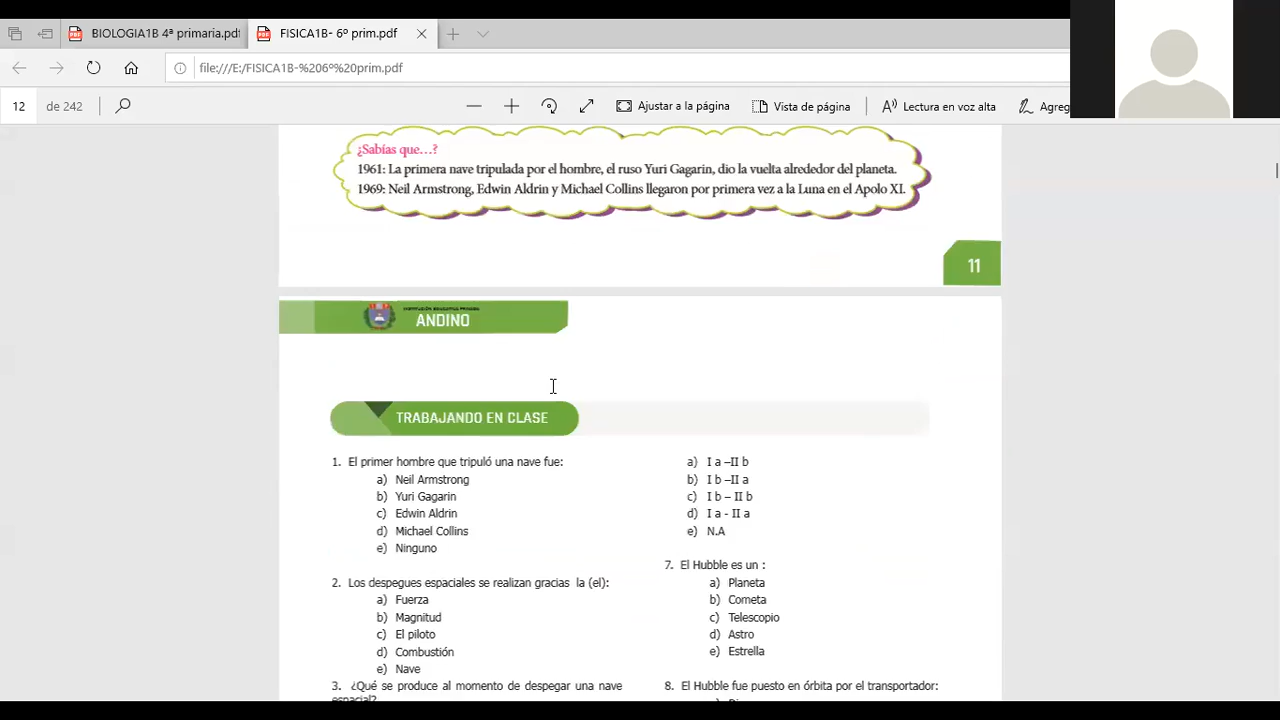 BIOLOGIA1B 4ª primaria.pdf
FISICA1B- 6º prim.pdf
file:///E:/FISICA1B-%206º%20prim.pdf
12 de 242
Ajustar a la página
Vista de página
Lectura en voz alta
Agreg
¿Sabías que...?
1961: La primera nave tripulada por el hombre, el ruso Yuri Gagarin, dio la vuelta alrededor del planeta.
1969: Neil Armstrong, Edwin Aldrin y Michael Collins llegaron por primera vez a la Luna en el Apolo XI.
11
Institución Educativa Privada
ANDINO
TRABAJANDO EN CLASE
1. El primer hombre que tripuló una nave fue:
a) Neil Armstrong
b) Yuri Gagarin
c) Edwin Aldrin
d) Michael Collins
e) Ninguno
2. Los despegues espaciales se realizan gracias la (el):
a) Fuerza
b) Magnitud
c) El piloto
d) Combustión
e) Nave
3. ¿Qué se produce al momento de despegar una nave
espacial?
a) I a –II b
b) I b –II a
c) I b – II b
d) I a - II a
e) N.A
7. El Hubble es un :
a) Planeta
b) Cometa
c) Telescopio
d) Astro
e) Estrella
8. El Hubble fue puesto en órbita por el transportador: